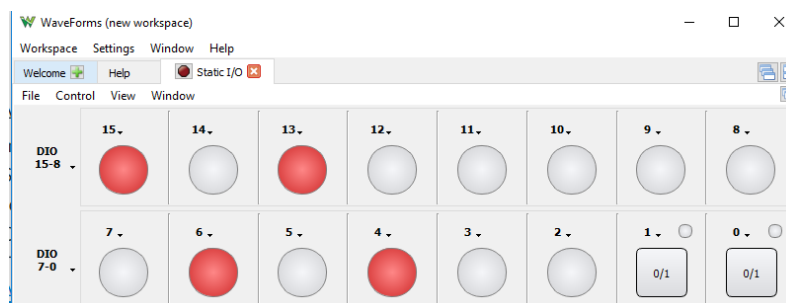 WaveForms (new workspace)
Workspace Settings Window Help
Welcome Help Static I/O
File Control View Window
DIO 15-8
15 14 13 12 11 10 9 8
DIO 7-0
7 6 5 4 3 2 1 0
0/1 0/1